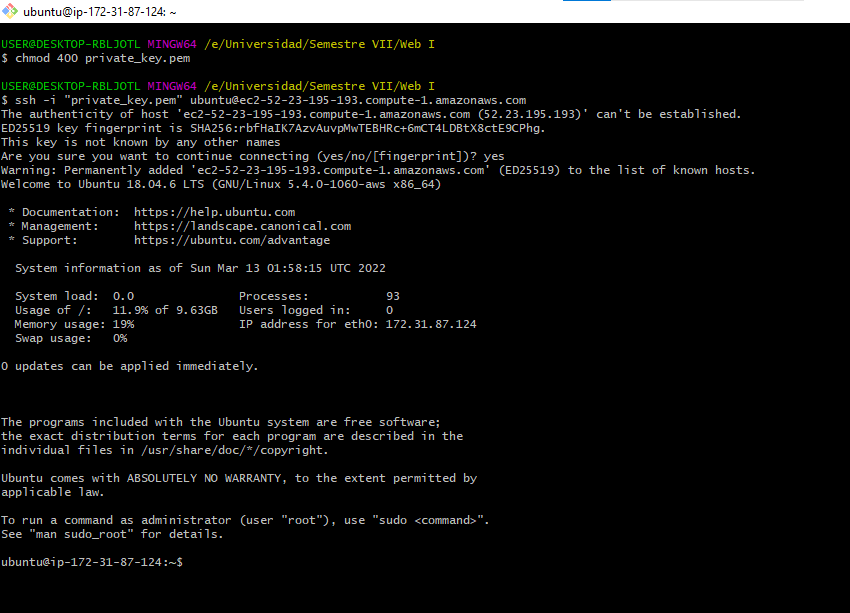 ubuntu@ip-172-31-87-124: ~
USER@DESKTOP-RBLJOTL MINGW64 /e/Universidad/Semestre VII/Web I
$ chmod 400 private_key.pem
USER@DESKTOP-RBLJOTL MINGW64 /e/Universidad/Semestre VII/Web I
$ ssh -i "private_key.pem" ubuntu@ec2-52-23-195-193.compute-1.amazonaws.com
The authenticity of host 'ec2-52-23-195-193.compute-1.amazonaws.com (52.23.195.193)' can't be established.
ED25519 key fingerprint is SHA256:rbfHaIK7AzvAuvpMwTEBHRc+6mCT4LDBtX8ctE9CPhg.
This key is not known by any other names
Are you sure you want to continue connecting (yes/no/[fingerprint])? yes
Warning: Permanently added 'ec2-52-23-195-193.compute-1.amazonaws.com' (ED25519) to the list of known hosts.
Welcome to Ubuntu 18.04.6 LTS (GNU/Linux 5.4.0-1060-aws x86_64)
* Documentation:  https://help.ubuntu.com
* Management:     https://landscape.canonical.com
* Support:        https://ubuntu.com/advantage
System information as of Sun Mar 13 01:58:15 UTC 2022
System load:  0.0               Processes:           93
Usage of /:   11.9% of 9.63GB   Users logged in:     0
Memory usage: 19%               IP address for eth0: 172.31.87.124
Swap usage:   0%
0 updates can be applied immediately.
The programs included with the Ubuntu system are free software;
the exact distribution terms for each program are described in the
individual files in /usr/share/doc/*/copyright.
Ubuntu comes with ABSOLUTELY NO WARRANTY, to the extent permitted by
applicable law.
To run a command as administrator (user "root"), use "sudo <command>".
See "man sudo_root" for details.
ubuntu@ip-172-31-87-124:~$